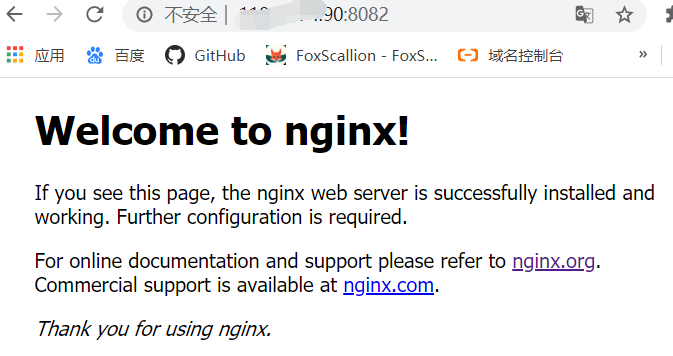 不安全 | .90:8082
应用 百度 GitHub FoxScallion - FoxS... 域名控制台 »
Welcome to nginx!
If you see this page, the nginx web server is successfully installed and
working. Further configuration is required.
For online documentation and support please refer to nginx.org.
Commercial support is available at nginx.com.
Thank you for using nginx.